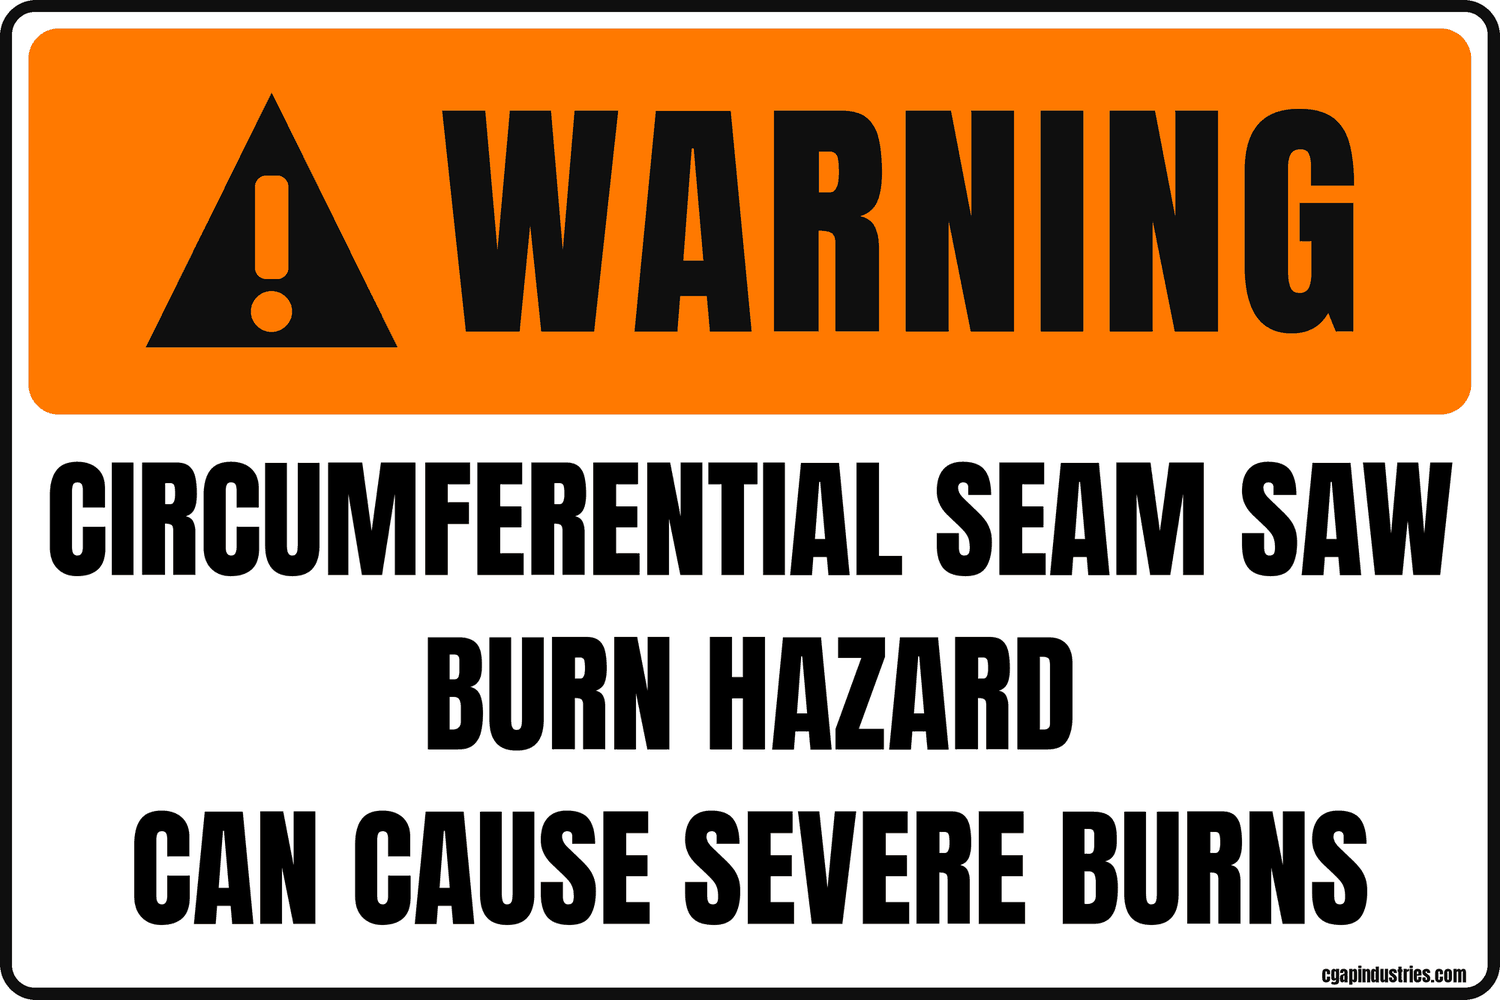 WARNING
CIRCUMFERENTIAL SEAM SAW
BURN HAZARD
CAN CAUSE SEVERE BURNS
cgapindustries.com